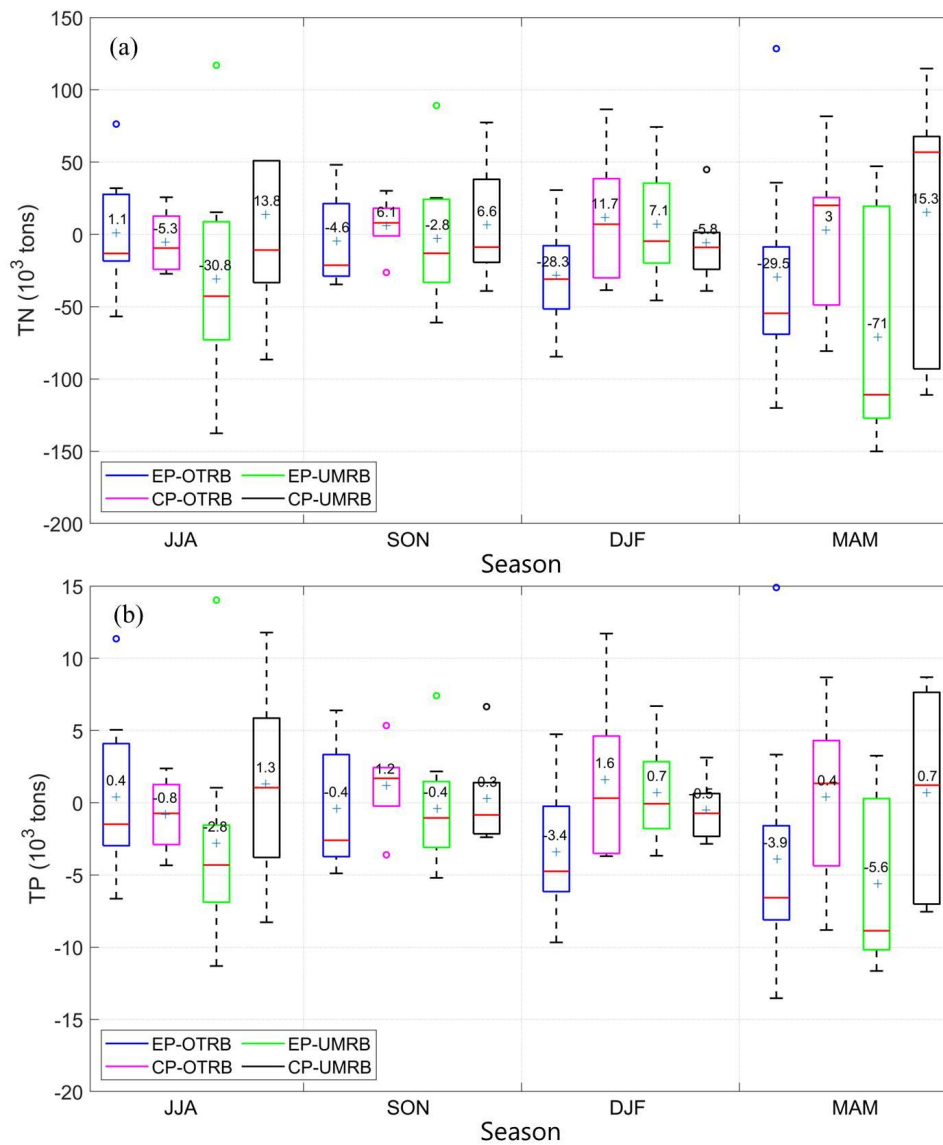 (a)
150
100
50
0
-50
-100
-150
-200
TN (10³ tons)
1.1 -5.3 -30.8 13.8 -4.6 6.1 -2.8 6.6 -28.3 11.7 7.1 -5.8 -29.5 3 -71 15.3
EP-OTRB EP-UMRB
CP-OTRB CP-UMRB
JJA SON DJF MAM
Season
(b)
15
10
5
0
-5
-10
-15
-20
TP (10³ tons)
0.4 -0.8 -2.8 1.3 -0.4 1.2 -0.4 0.3 -3.4 1.6 0.7 -0.5 -3.9 0.4 -5.6 0.7
EP-OTRB EP-UMRB
CP-OTRB CP-UMRB
JJA SON DJF MAM
Season